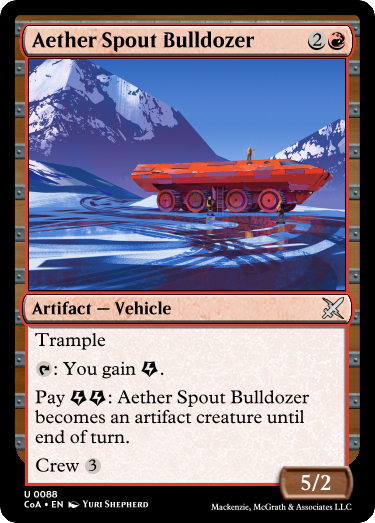 Aether Spout Bulldozer 2
Artifact — Vehicle
Trample
: You gain .
Pay : Aether Spout Bulldozer
becomes an artifact creature until
end of turn.
Crew 3
5/2
U 0088
CoA • EN Yuri Shepherd
Mackenzie, McGrath & Associates LLC